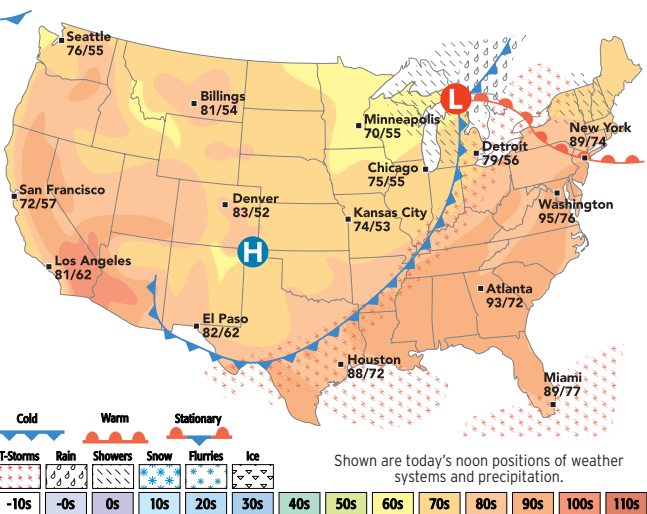 Seattle
76/55
Billings
81/54
Minneapolis
70/55
L
New York
89/74
Detroit
79/56
Chicago
75/55
San Francisco
72/57
Denver
83/52
Kansas City
74/53
Washington
95/76
H
Los Angeles
81/62
Atlanta
93/72
El Paso
82/62
Houston
88/72
Miami
89/77
Cold Warm Stationary
T-Storms Rain Showers Snow Flurries Ice
Shown are today's noon positions of weather
systems and precipitation.
-10s -0s 0s 10s 20s 30s 40s 50s 60s 70s 80s 90s 100s 110s